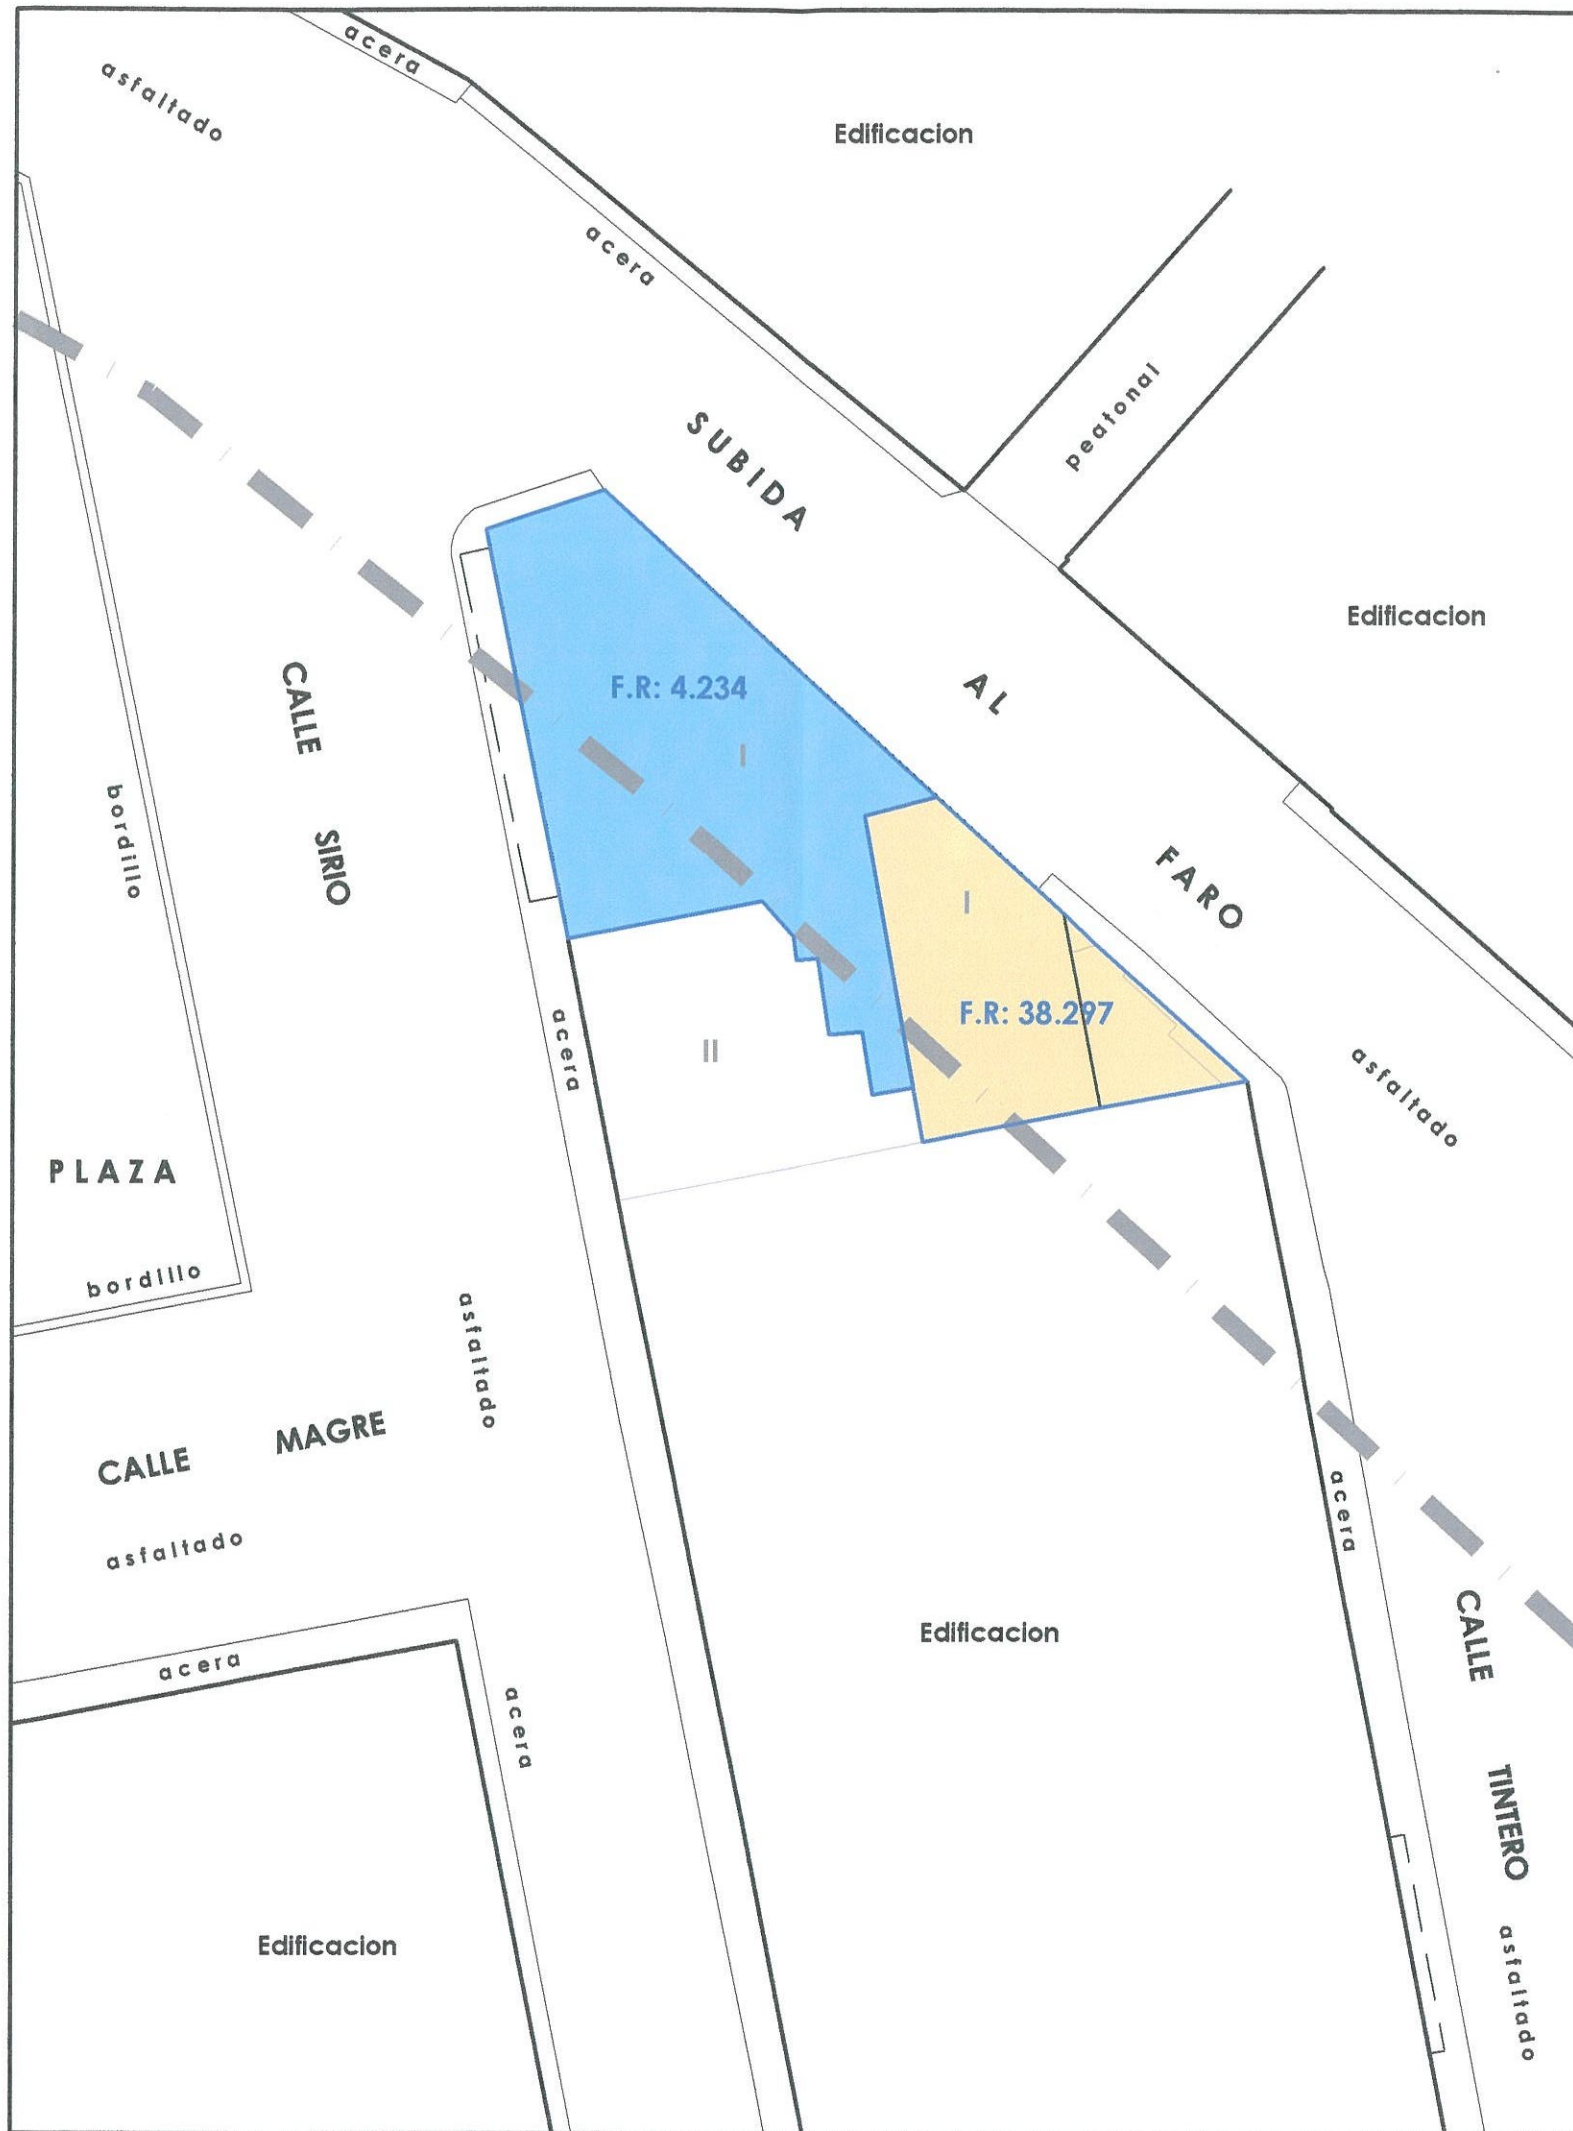 acera
asfaltado
Edificacion
acera
peatonal
SUBIDA
AL
FARO
Edificacion
F.R: 4.234
I
CALLE
SIRIO
bordillo
I
F.R: 38.297
acera
II
asfaltado
PLAZA
bordillo
asfaltado
CALLE MAGRE
asfaltado
acera
acera
Edificacion
acera
CALLE
TINTERO
asfaltado
Edificacion